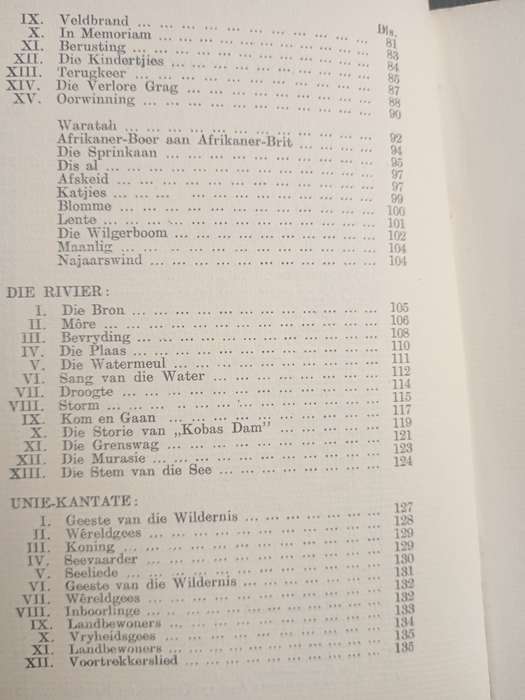 Bls.
IX. Veldbrand ... ... ... ... ... ... ... ... 81
X. In Memoriam ... ... ... ... ... ... ... 83
XI. Berusting ... ... ... ... ... ... ... ... 84
XII. Die Kindertjies ... ... ... ... ... ... ... 86
XIII. Terugkeer ... ... ... ... ... ... ... ... 87
XIV. Die Verlore Grag ... ... ... ... ... ... 88
XV. Oorwinning ... ... ... ... ... ... ... ... 90
Waratah ... ... ... ... ... ... ... ... 92
Afrikaner-Boer aan Afrikaner-Brit ... ... ... 94
Die Sprinkaan ... ... ... ... ... ... ... 95
Dis al ... ... ... ... ... ... ... ... ... 97
Afskeid ... ... ... ... ... ... ... ... 97
Katjies ... ... ... ... ... ... ... ... 99
Blomme ... ... ... ... ... ... ... ... 100
Lente ... ... ... ... ... ... ... ... ... 101
Die Wilgerboom ... ... ... ... ... ... ... 102
Maanlig ... ... ... ... ... ... ... ... 104
Najaarswind ... ... ... ... ... ... ... 104
DIE RIVIER:
I. Die Bron ... ... ... ... ... ... ... ... 105
II. Môre ... ... ... ... ... ... ... ... ... 106
III. Bevryding ... ... ... ... ... ... ... ... 108
IV. Die Plaas ... ... ... ... ... ... ... ... 110
V. Die Watermeul ... ... ... ... ... ... ... 111
VI. Sang van die Water ... ... ... ... ... ... 112
VII. Droogte ... ... ... ... ... ... ... ... 114
VIII. Storm ... ... ... ... ... ... ... ... ... 115
IX. Kom en Gaan ... ... ... ... ... ... ... 117
X. Die Storie van „Kobas Dam” ... ... ... ... 119
XI. Die Grenswag ... ... ... ... ... ... ... 121
XII. Die Murasie ... ... ... ... ... ... ... 123
XIII. Die Stem van die See ... ... ... ... ... ... 124
UNIE-KANTATE:
I. Geeste van die Wildernis ... ... ... ... ... 127
II. Wêreldgees ... ... ... ... ... ... ... ... 128
III. Koning ... ... ... ... ... ... ... ... 129
IV. Seevaarder ... ... ... ... ... ... ... ... 129
V. Seeliede ... ... ... ... ... ... ... ... 130
VI. Geeste van die Wildernis ... ... ... ... ... 131
VII. Wêreldgees ... ... ... ... ... ... ... ... 132
VIII. Inboorlinge ... ... ... ... ... ... ... ... 132
IX. Landbewoners ... ... ... ... ... ... ... 133
X. Vryheidsgees ... ... ... ... ... ... ... 134
XI. Landbewoners ... ... ... ... ... ... ... 135
XII. Voortrekkerslied ... ... ... ... ... ... ... 135